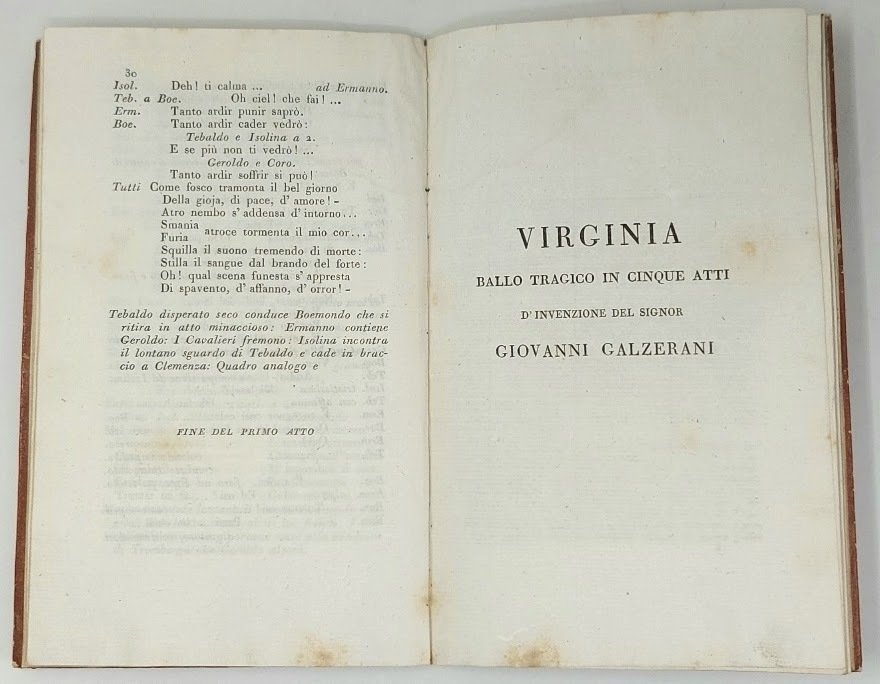 30
Isol. Deh! ti calma ... ad Ermanno.
Teb. a Boe. Oh ciel! che fai! ...
Erm. Tanto ardir punir saprò.
Boe. Tanto ardir cader vedrò:
Tebaldo e Isolina a 2.
E se più non ti vedrò! ...
Geroldo e Coro.
Tanto ardir soffrir si può!
Tutti Come fosco tramonta il bel giorno
Della gioja, di pace, d' amore! -
Atro nembo s' addensa d' intorno...
Smania
Furia atroce tormenta il mio cor...
Squilla il suono tremendo di morte:
Stilla il sangue dal brando del forte:
Oh! qual scena funesta s' appresta
Di spavento, d' affanno, d' orror! -
Tebaldo disperato seco conduce Boemondo che si
ritira in atto minaccioso: Ermanno contiene
Geroldo: I Cavalieri fremono: Isolina incontra
il lontano sguardo di Tebaldo e cade in brac-
cio a Clemenza: Quadro analogo e
FINE DEL PRIMO ATTO
VIRGINIA
BALLO TRAGICO IN CINQUE ATTI
D' INVENZIONE DEL SIGNOR
GIOVANNI GALZERANI